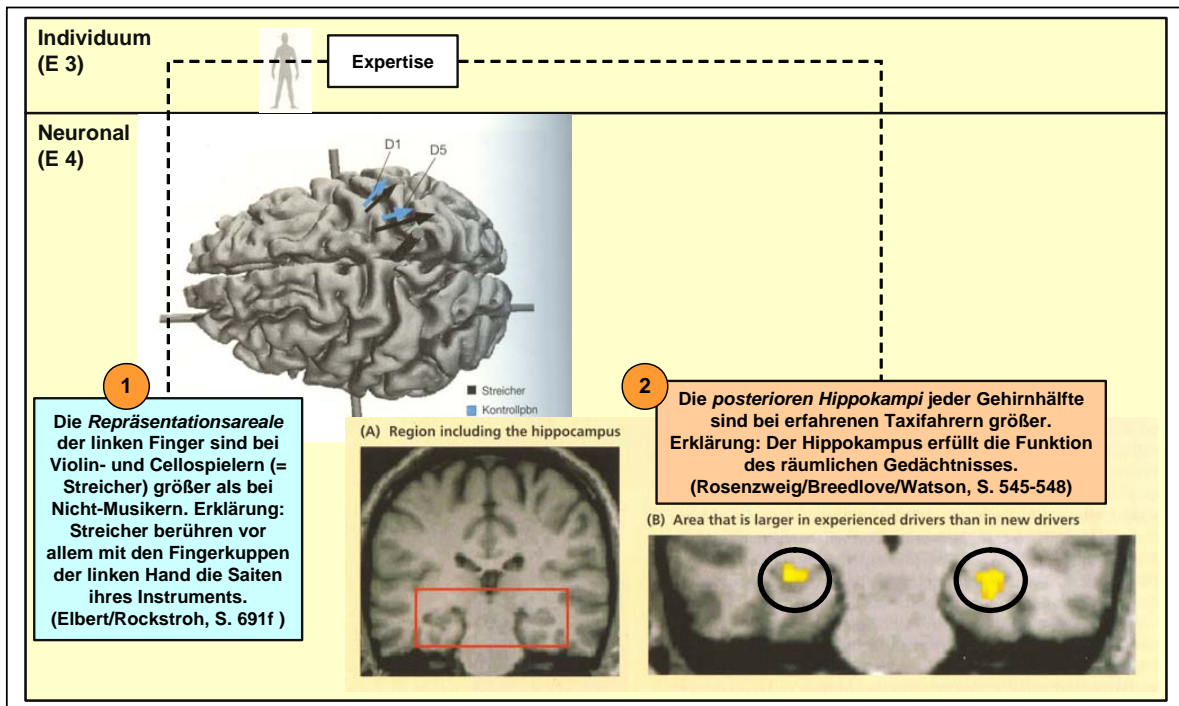 Individuum
(E 3)
Expertise
Neuronal
(E 4)
D1
D5
Streicher
Kontrollpbn
1
Die Repräsentationsareale
der linken Finger sind bei
Violin- und Cellospielern (=
Streicher) größer als bei
Nicht-Musikern. Erklärung:
Streicher berühren vor
allem mit den Fingerkuppen
der linken Hand die Saiten
ihres Instruments.
(Elbert/Rockstroh, S. 691f )
2
Die posterioren Hippokampi jeder Gehirnhälfte
sind bei erfahrenen Taxifahrern größer.
Erklärung: Der Hippokampus erfüllt die Funktion
des räumlichen Gedächtnisses.
(Rosenzweig/Breedlove/Watson, S. 545-548)
(A) Region including the hippocampus
(B) Area that is larger in experienced drivers than in new drivers